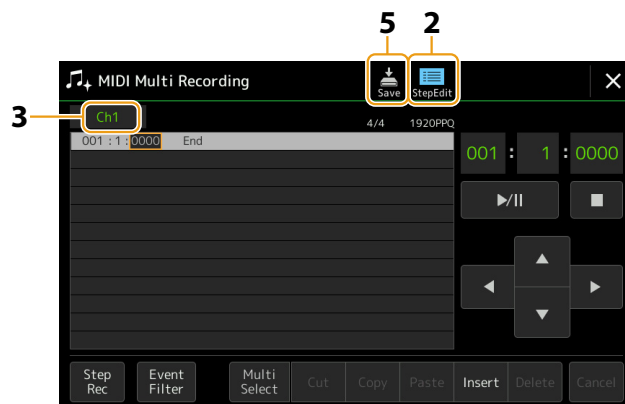 5 2
MIDI Multi Recording Save StepEdit
3
Ch1 4/4 1920PPQ
001 : 1 : 0000 End
001 : 1 : 0000
Step Rec Event Filter Multi Select Cut Copy Paste Insert Delete Cancel